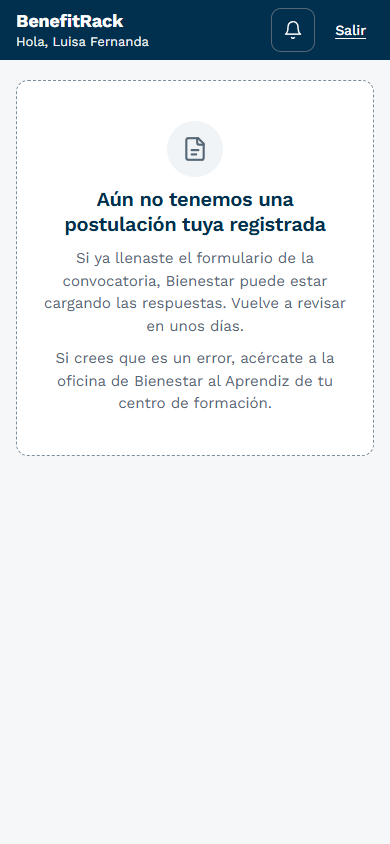 BenefitRack
Hola, Luisa Fernanda
Salir
Aún no tenemos una
postulación tuya registrada
Si ya llenaste el formulario de la
convocatoria, Bienestar puede estar
cargando las respuestas. Vuelve a revisar
en unos días.
Si crees que es un error, acércate a la
oficina de Bienestar al Aprendiz de tu
centro de formación.